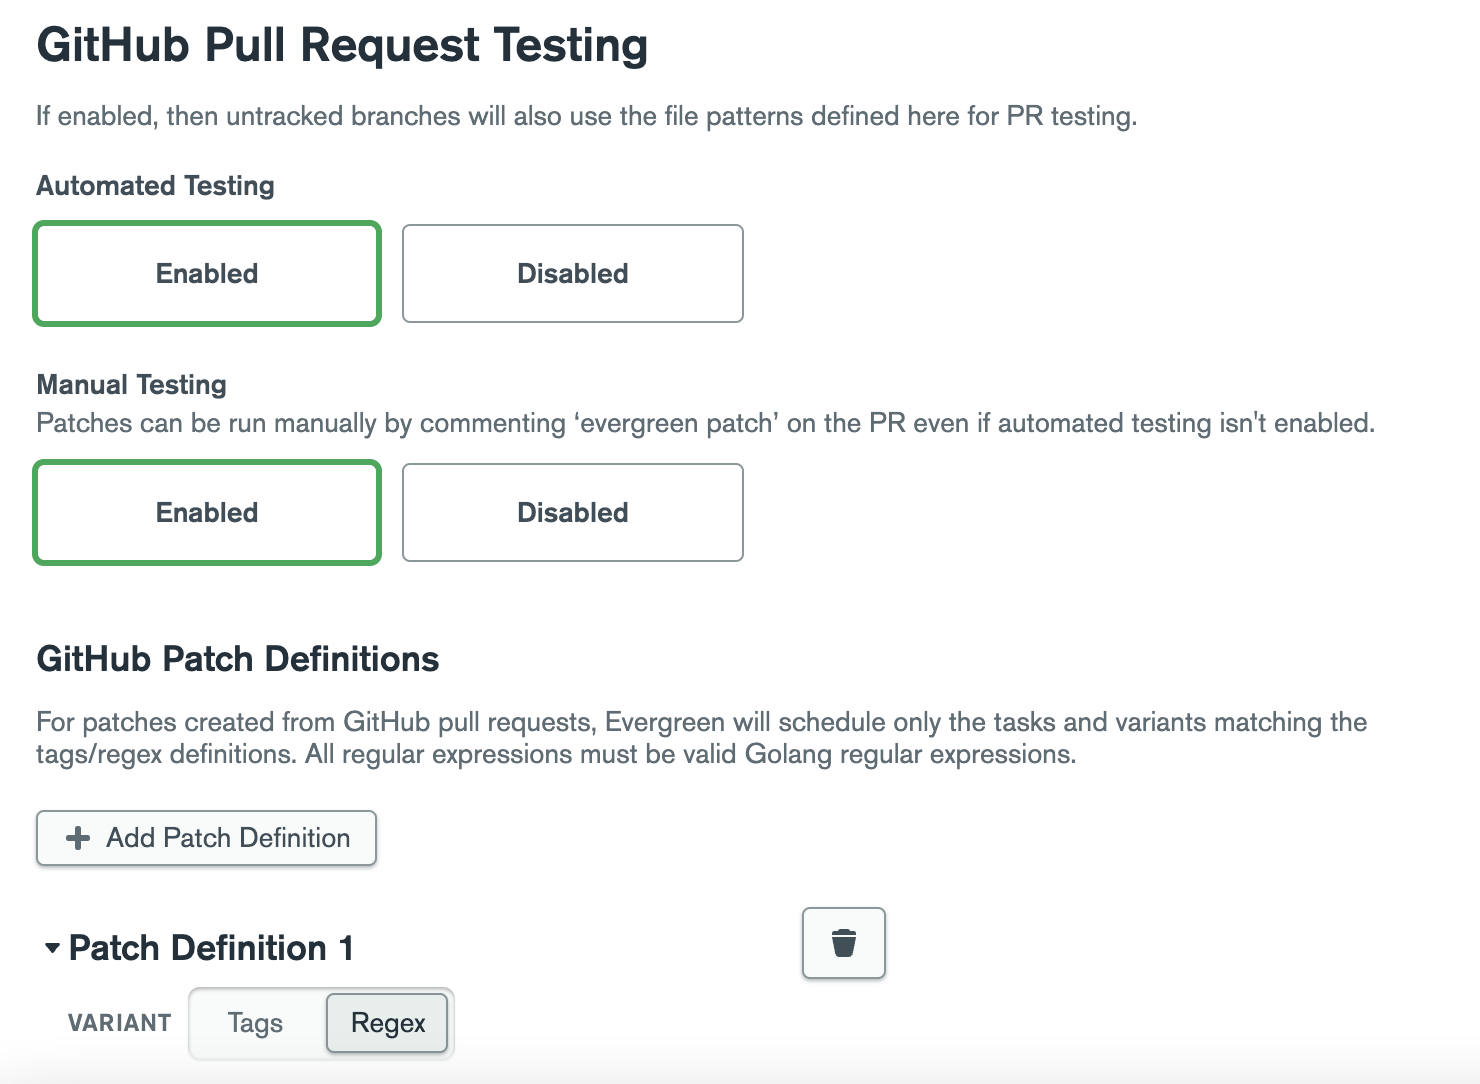 GitHub Pull Request Testing
If enabled, then untracked branches will also use the file patterns defined here for PR testing.
Automated Testing
Enabled Disabled
Manual Testing
Patches can be run manually by commenting ‘evergreen patch’ on the PR even if automated testing isn't enabled.
Enabled Disabled
GitHub Patch Definitions
For patches created from GitHub pull requests, Evergreen will schedule only the tasks and variants matching the
tags/regex definitions. All regular expressions must be valid Golang regular expressions.
Add Patch Definition
Patch Definition 1
VARIANT Tags Regex